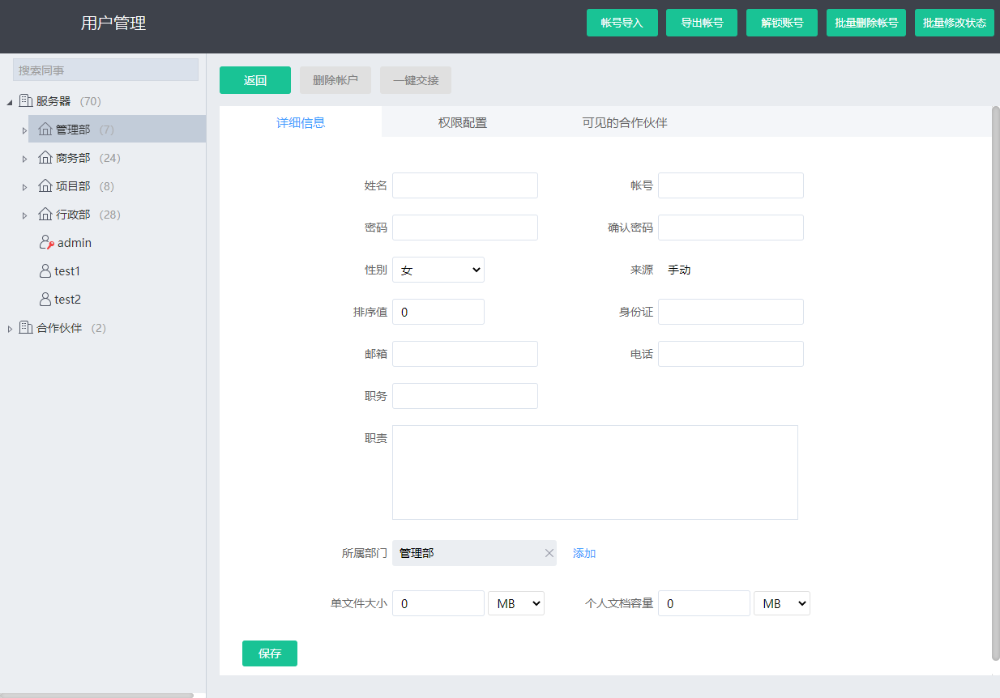 用户管理 帐号导入 导出帐号 解锁账号 批量删除帐号 批量修改状态
搜索同事
服务器 (70)
管理部 (7)
商务部 (24)
项目部 (8)
行政部 (28)
admin
test1
test2
合作伙伴 (2)
返回 删除帐户 一键交接
详细信息 权限配置 可见的合作伙伴
姓名 帐号
密码 确认密码
性别 女 来源 手动
排序值 0 身份证
邮箱 电话
职务
职责
所属部门 管理部 添加
单文件大小 0 MB 个人文档容量 0 MB
保存